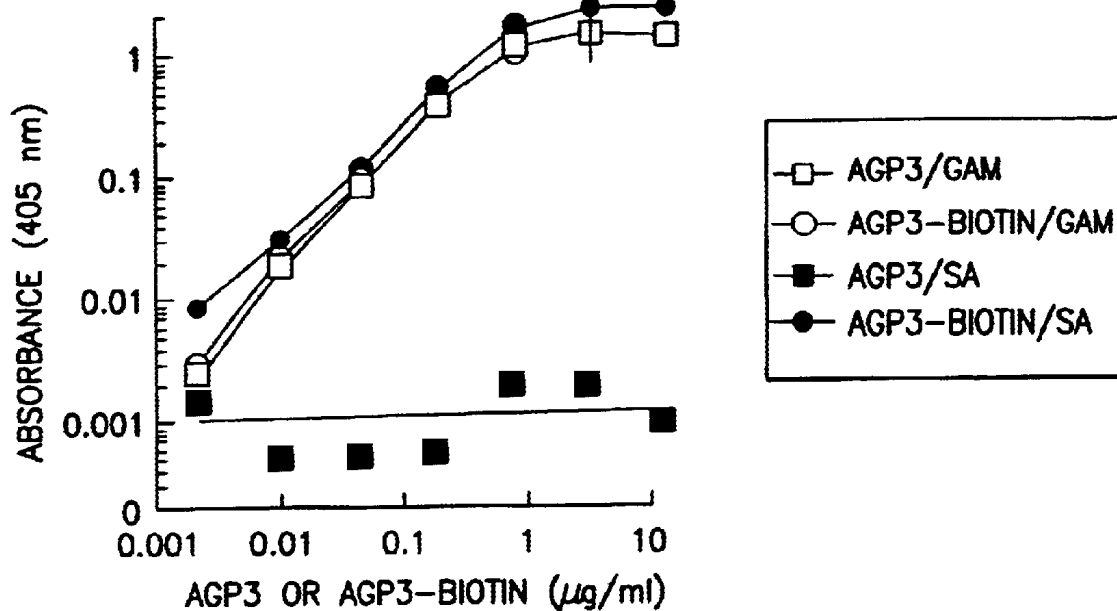 ABSORBANCE (405 nm)
1
0.1
0.01
0.001
0
0.001 0.01 0.1 1 10
AGP3 OR AGP3-BIOTIN (μg/ml)
AGP3/GAM
AGP3-BIOTIN/GAM
AGP3/SA
AGP3-BIOTIN/SA